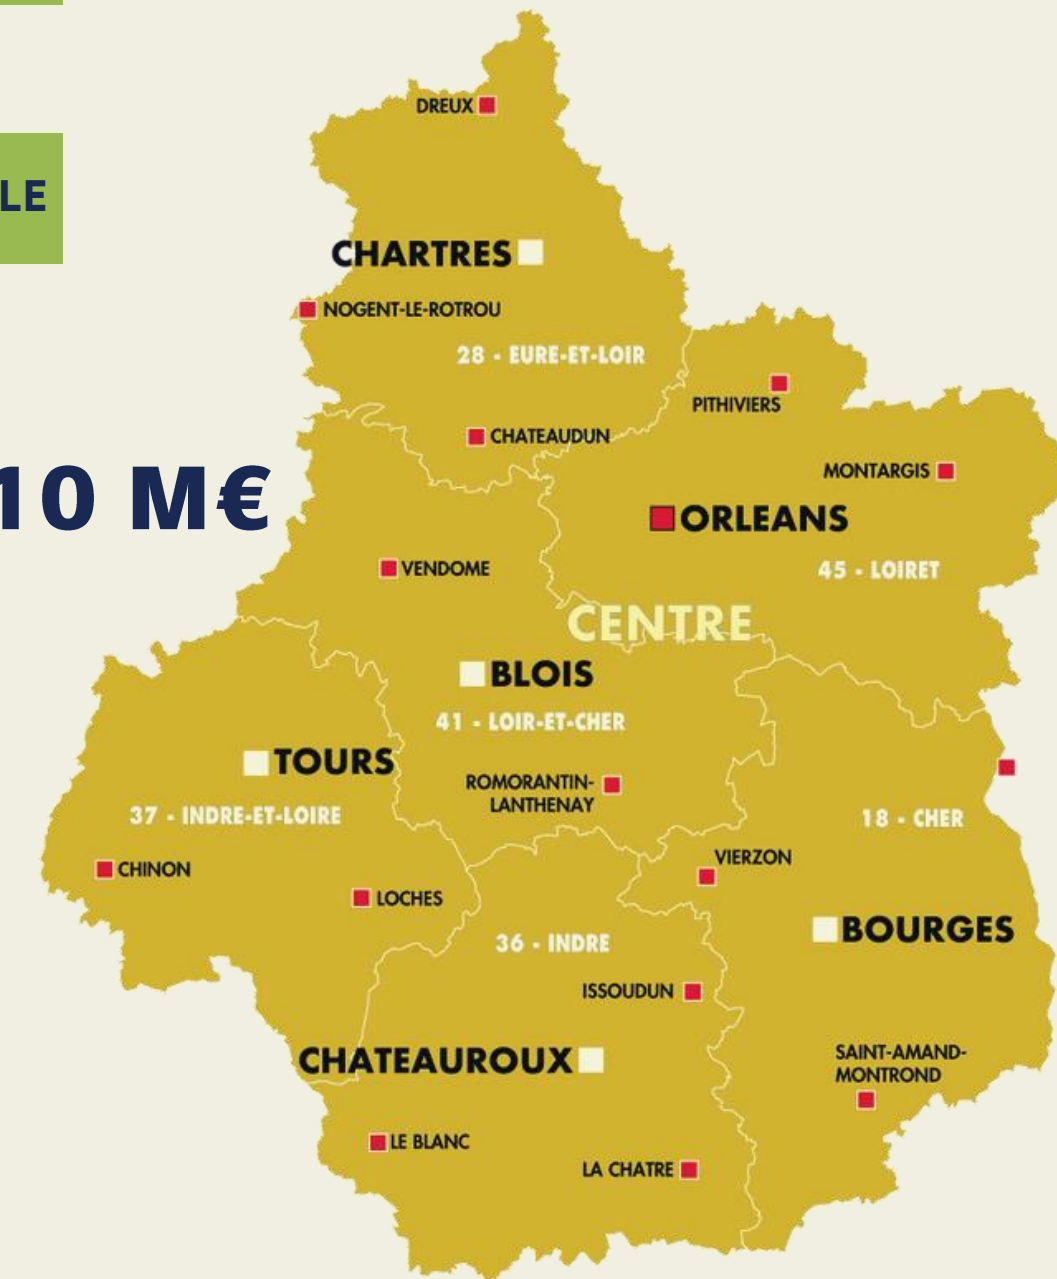 DREUX
LE
CHARTRES
NOGENT-LE-ROTROU
28 - EURE-ET-LOIR
PITHIVIERS
CHATEAUDUN
MONTARGIS
10 M€
ORLEANS
VENDOME
45 - LOIRET
CENTRE
BLOIS
41 - LOIR-ET-CHER
TOURS
ROMORANTIN-
LANTHENAY
37 - INDRE-ET-LOIRE
18 - CHER
VIERZON
CHINON
LOCHES
BOURGES
36 - INDRE
ISSOUDUN
CHATEAUROUX
SAINT-AMAND-
MONTROND
LE BLANC
LA CHATRE